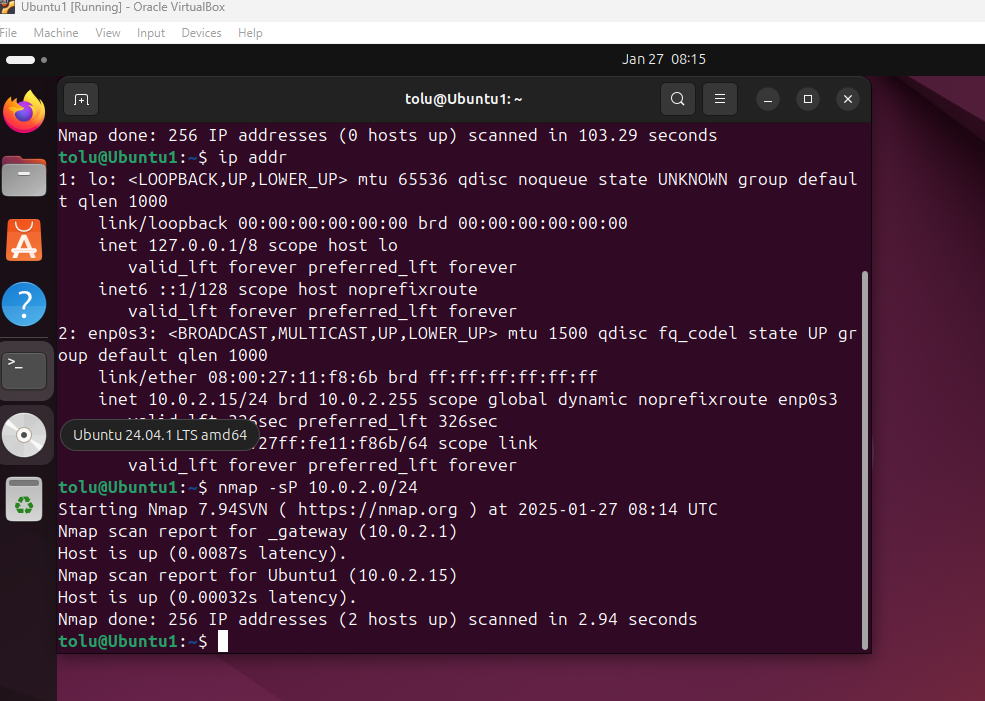 Ubuntu1 [Running] - Oracle VirtualBox
File Machine View Input Devices Help
Jan 27 08:15
tolu@Ubuntu1: ~
Nmap done: 256 IP addresses (0 hosts up) scanned in 103.29 seconds
tolu@Ubuntu1:~$ ip addr
1: lo: <LOOPBACK,UP,LOWER_UP> mtu 65536 qdisc noqueue state UNKNOWN group defaul
t qlen 1000
link/loopback 00:00:00:00:00:00 brd 00:00:00:00:00:00
inet 127.0.0.1/8 scope host lo
valid_lft forever preferred_lft forever
inet6 ::1/128 scope host noprefixroute
valid_lft forever preferred_lft forever
2: enp0s3: <BROADCAST,MULTICAST,UP,LOWER_UP> mtu 1500 qdisc fq_codel state UP gr
oup default qlen 1000
link/ether 08:00:27:11:f8:6b brd ff:ff:ff:ff:ff:ff
inet 10.0.2.15/24 brd 10.0.2.255 scope global dynamic noprefixroute enp0s3
valid_lft 326sec preferred_lft 326sec
Ubuntu 24.04.1 LTS amd64
27ff:fe11:f86b/64 scope link
valid_lft forever preferred_lft forever
tolu@Ubuntu1:~$ nmap -sP 10.0.2.0/24
Starting Nmap 7.94SVN ( https://nmap.org ) at 2025-01-27 08:14 UTC
Nmap scan report for _gateway (10.0.2.1)
Host is up (0.0087s latency).
Nmap scan report for Ubuntu1 (10.0.2.15)
Host is up (0.00032s latency).
Nmap done: 256 IP addresses (2 hosts up) scanned in 2.94 seconds
tolu@Ubuntu1:~$